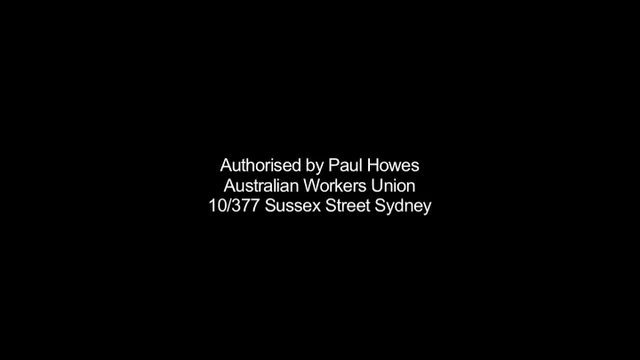 Authorised by Paul Howes
Australian Workers Union
10/377 Sussex Street Sydney